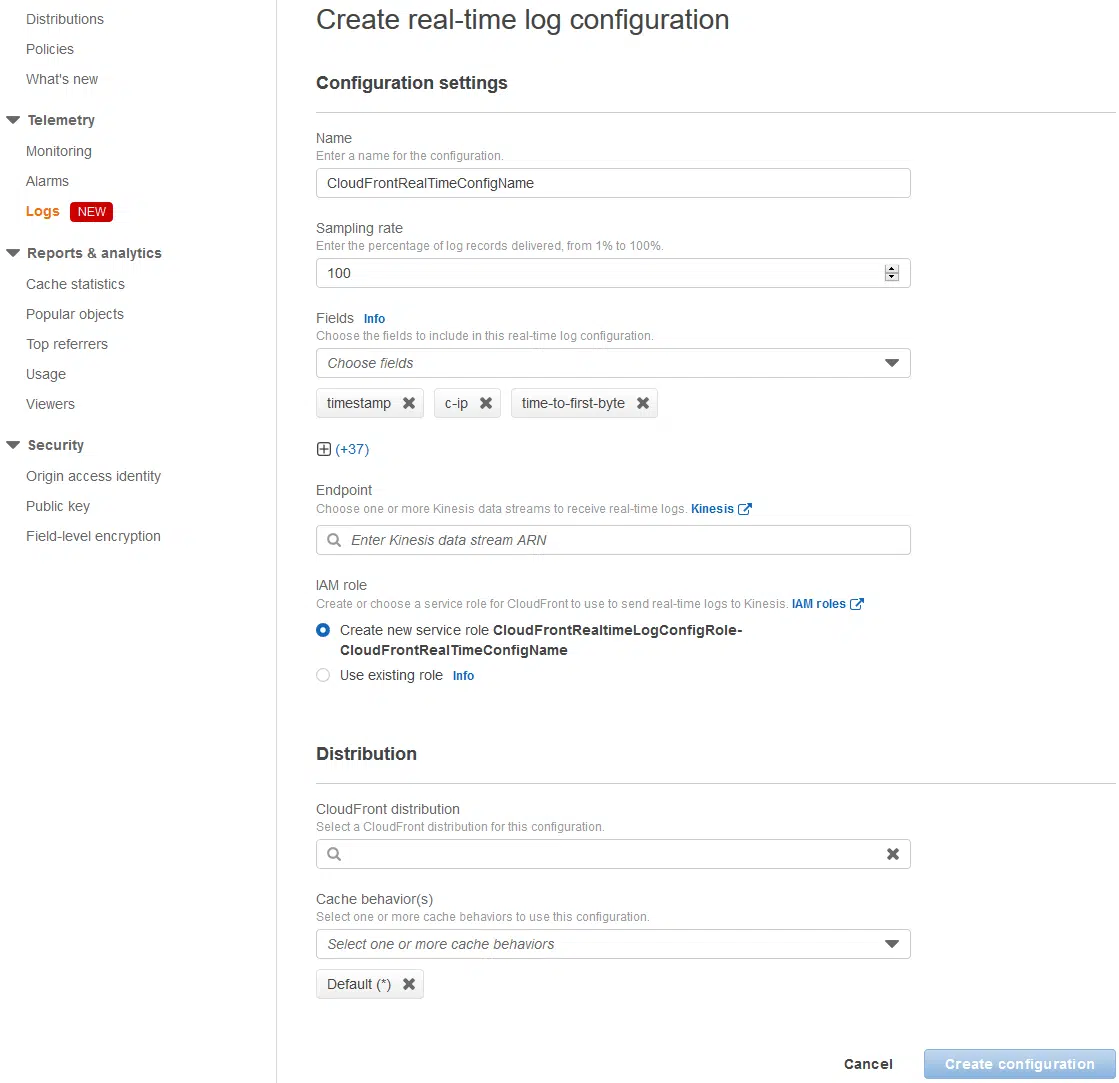 Distributions
Policies
What's new
Telemetry
Monitoring
Alarms
Logs NEW
Reports & analytics
Cache statistics
Popular objects
Top referrers
Usage
Viewers
Security
Origin access identity
Public key
Field-level encryption
Create real-time log configuration
Configuration settings
Name
Enter a name for the configuration.
CloudFrontRealTimeConfigName
Sampling rate
Enter the percentage of log records delivered, from 1% to 100%.
100
Fields Info
Choose the fields to include in this real-time log configuration.
Choose fields
timestamp c-ip time-to-first-byte
(+37)
Endpoint
Choose one or more Kinesis data streams to receive real-time logs. Kinesis
Enter Kinesis data stream ARN
IAM role
Create or choose a service role for CloudFront to use to send real-time logs to Kinesis. IAM roles
Create new service role CloudFrontRealtimeLogConfigRole-
CloudFrontRealTimeConfigName
Use existing role Info
Distribution
CloudFront distribution
Select a CloudFront distribution for this configuration.
Cache behavior(s)
Select one or more cache behaviors to use this configuration.
Select one or more cache behaviors
Default (*)
Cancel Create configuration